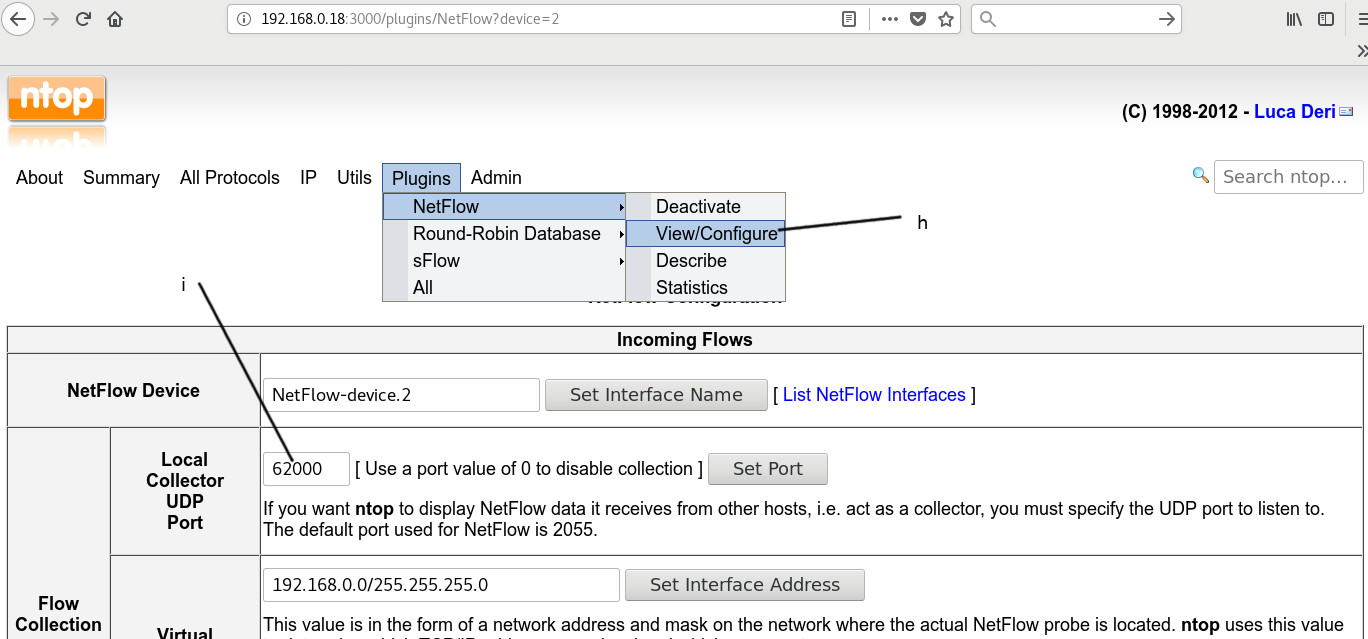 192.168.0.18:3000/plugins/NetFlow?device=2
ntop
(C) 1998-2012 - Luca Deri
About Summary All Protocols IP Utils Plugins Admin
Search ntop...
NetFlow
Round-Robin Database
sFlow
All
Deactivate
View/Configure
Describe
Statistics
h
i
NetFlow Configuration
Incoming Flows
NetFlow Device
NetFlow-device.2 Set Interface Name [ List NetFlow Interfaces ]
Flow
Collection
Local
Collector
UDP
Port
62000 [ Use a port value of 0 to disable collection ] Set Port
If you want ntop to display NetFlow data it receives from other hosts, i.e. act as a collector, you must specify the UDP port to listen to.
The default port used for NetFlow is 2055.
Virtual
192.168.0.0/255.255.255.0 Set Interface Address
This value is in the form of a network address and mask on the network where the actual NetFlow probe is located. ntop uses this value